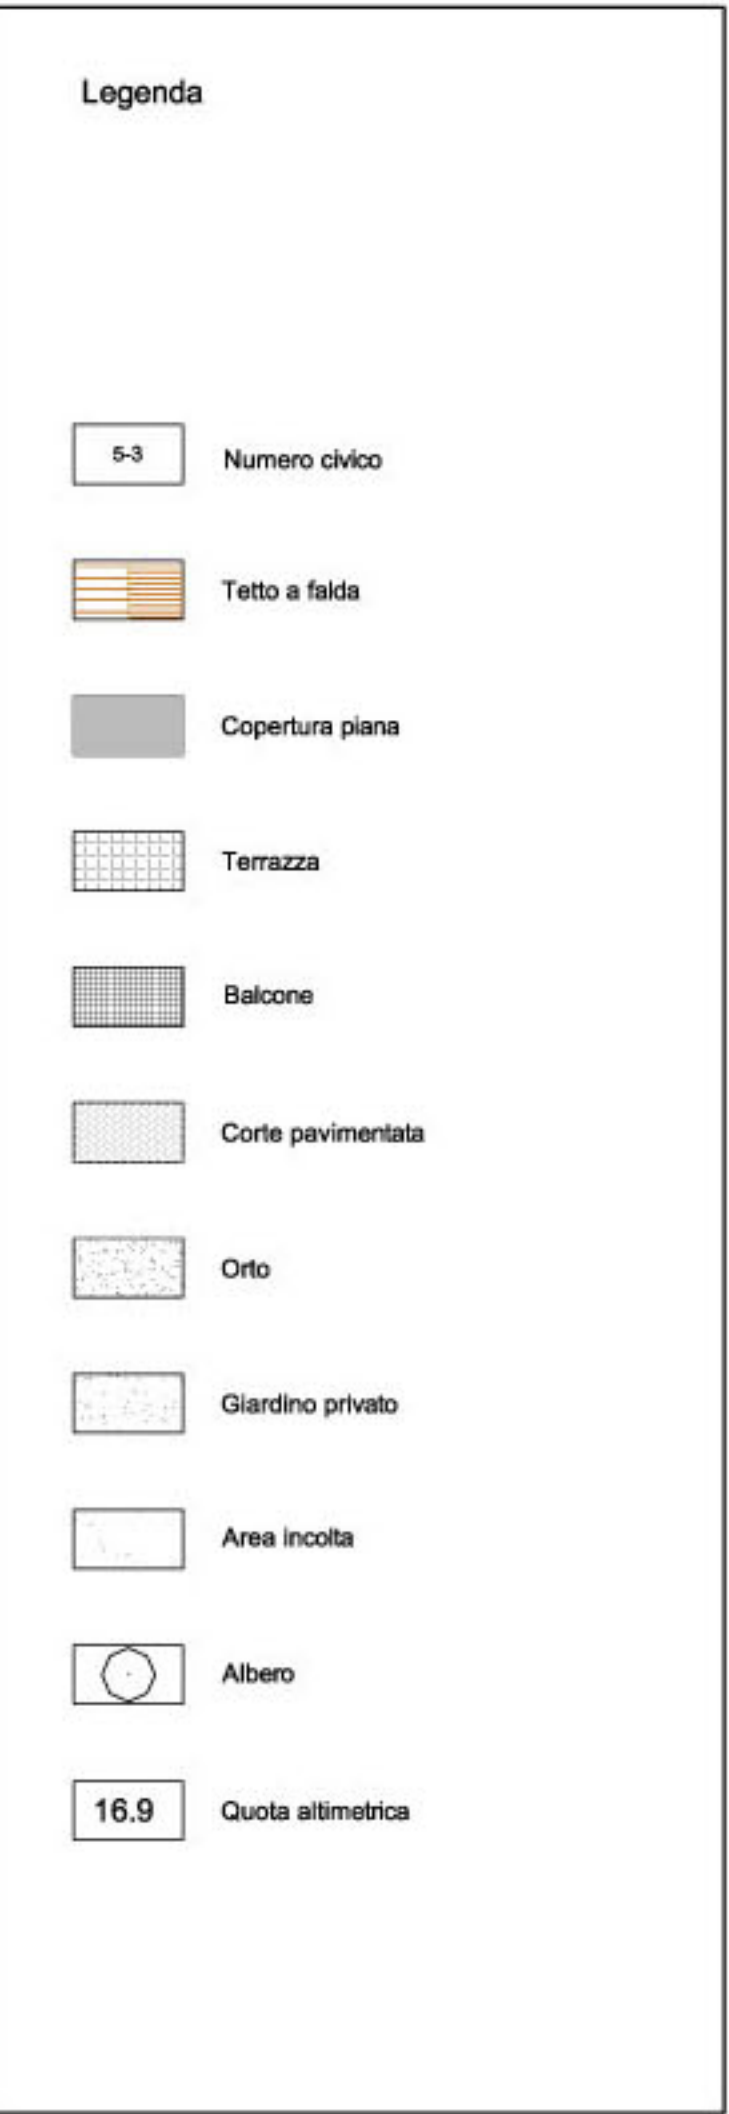 Legenda
5-3 Numero civico
Tetto a falda
Copertura piana
Terrazza
Balcone
Corte pavimentata
Orto
Giardino privato
Area incolta
Albero
16.9 Quota altimetrica